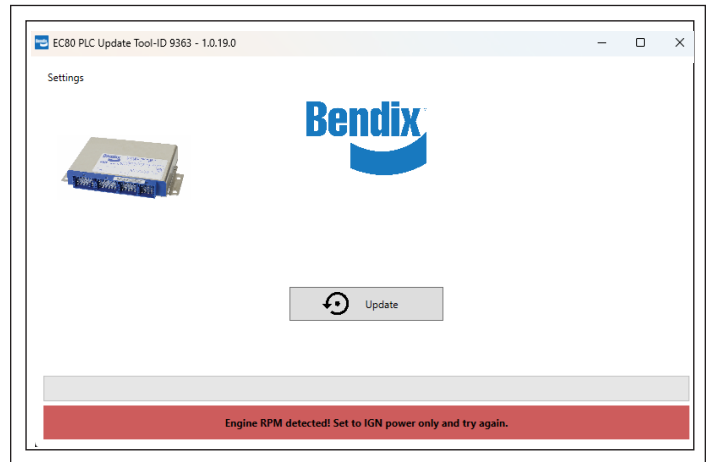 EC80 PLC Update Tool-ID 9363 - 1.0.19.0
Settings
Bendix
Update
Engine RPM detected! Set to IGN power only and try again.